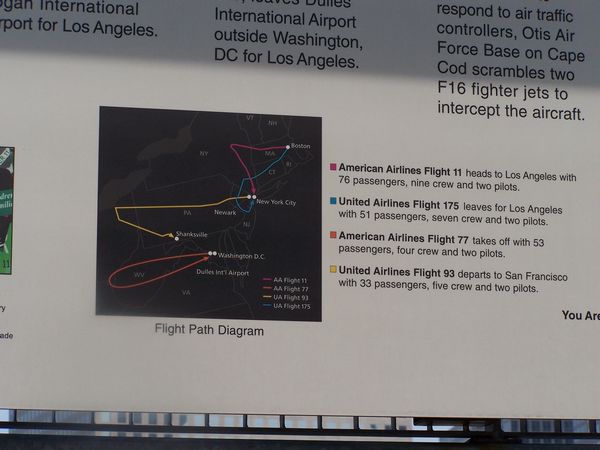 ogan International
rport for Los Angeles.
leaves Dulles
International Airport
outside Washington,
DC for Los Angeles.
respond to air traffic
controllers, Otis Air
Force Base on Cape
Cod scrambles two
F16 fighter jets to
intercept the aircraft.
VT
NH
NY
MA
Boston
CT
RI
New York City
PA
Newark
NJ
Shanksville
Washington D.C.
WV
Dulles Int'l Airport
VA
AA Flight 11
AA Flight 77
UA Flight 93
UA Flight 175
Flight Path Diagram
American Airlines Flight 11 heads to Los Angeles with
76 passengers, nine crew and two pilots.
United Airlines Flight 175 leaves for Los Angeles
with 51 passengers, seven crew and two pilots.
American Airlines Flight 77 takes off with 53
passengers, four crew and two pilots.
United Airlines Flight 93 departs to San Francisco
with 33 passengers, five crew and two pilots.
You Are
11
ry
ade